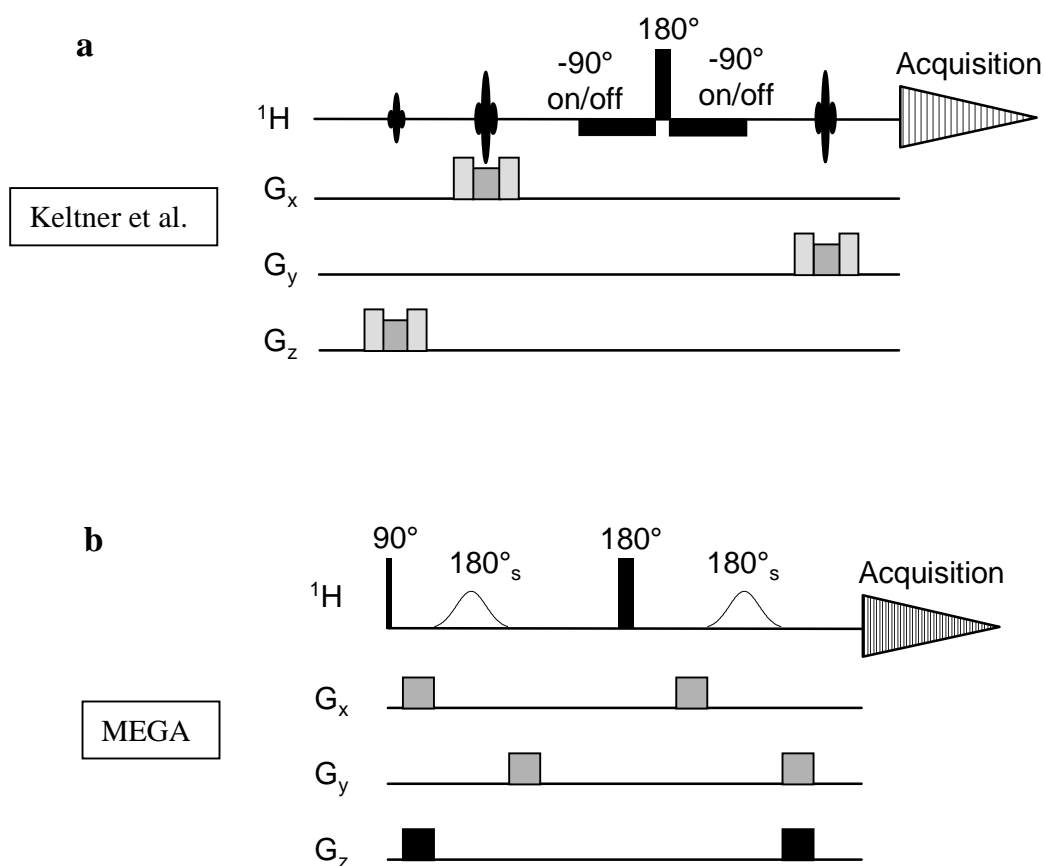 a
180°
-90°
on/off
-90°
on/off
Acquisition
¹H
Gₓ
Keltner et al.
Gᵧ
G_z
b
90°
180°ₛ
180°
180°ₛ
Acquisition
¹H
Gₓ
MEGA
Gᵧ
G_z